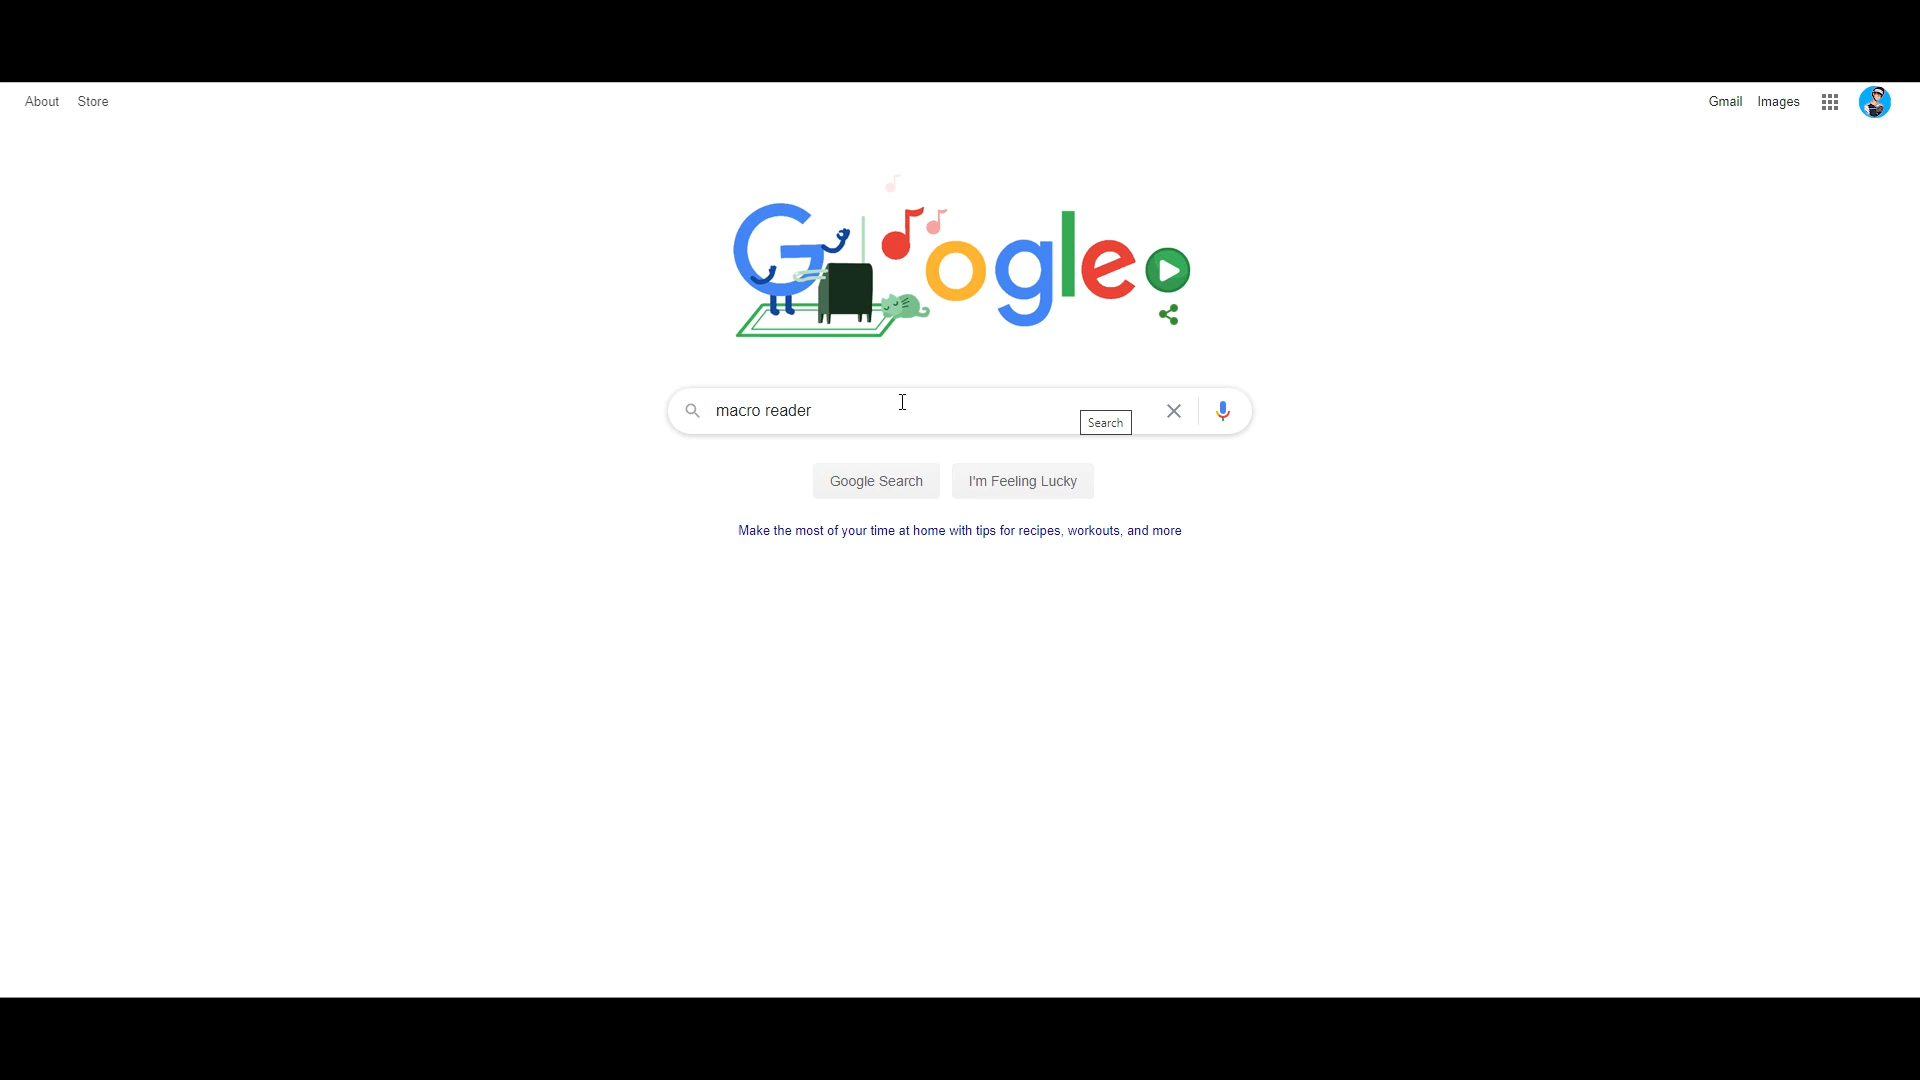 About Store
Gmail Images
Google
macro reader
Search
Google Search I'm Feeling Lucky
Make the most of your time at home with tips for recipes, workouts, and more